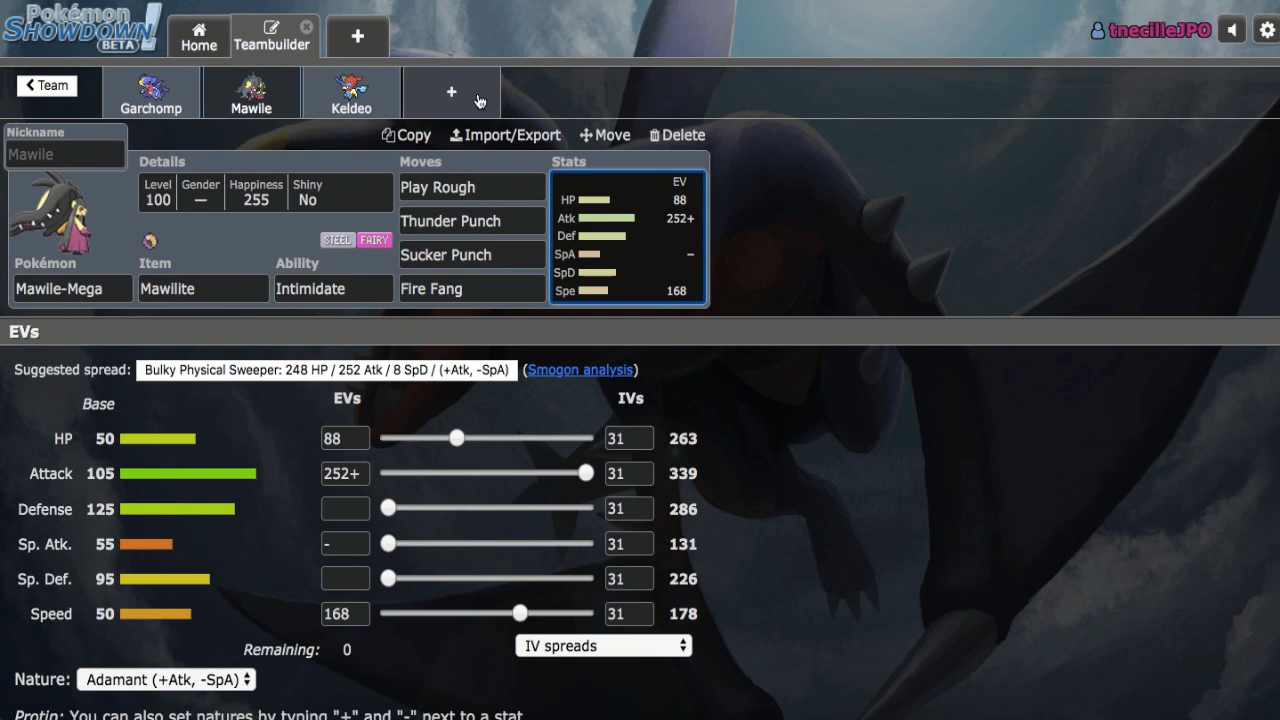 Pokémon
SHOWDOWN!
BETA
Home
Teambuilder
+
tnecilleJPO
Team
Garchomp
Mawile
Keldeo
+
Copy
Import/Export
Move
Delete
Nickname
Mawile
Details
Level
100
Gender
—
Happiness
255
Shiny
No
STEEL
FAIRY
Pokémon
Mawile-Mega
Item
Mawilite
Ability
Intimidate
Moves
Play Rough
Thunder Punch
Sucker Punch
Fire Fang
Stats
EV
HP 88
Atk 252+
Def
SpA –
SpD
Spe 168
EVs
Suggested spread: Bulky Physical Sweeper: 248 HP / 252 Atk / 8 SpD / (+Atk, -SpA) (Smogon analysis)
Base EVs IVs
HP 50 88 31 263
Attack 105 252+ 31 339
Defense 125 31 286
Sp. Atk. 55 - 31 131
Sp. Def. 95 31 226
Speed 50 168 31 178
Remaining: 0 IV spreads
Nature: Adamant (+Atk, -SpA)
Protip: You can also set natures by typing "+" and "-" next to a stat.